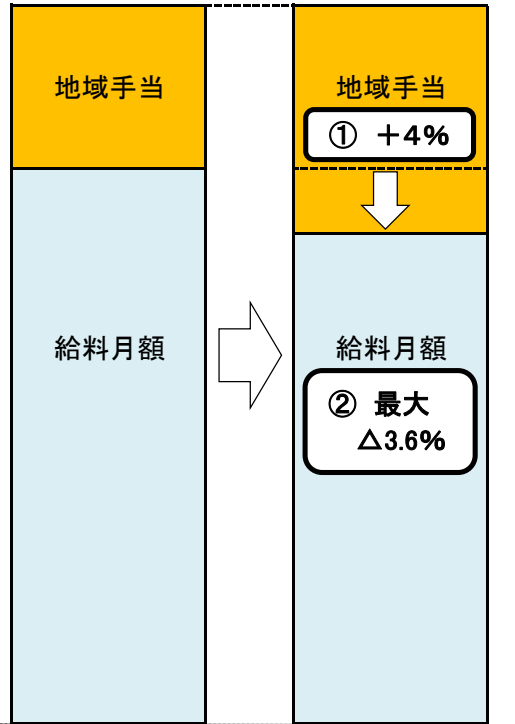 地域手当
給料月額
地域手当
① ＋4%
給料月額
② 最大
△3.6%